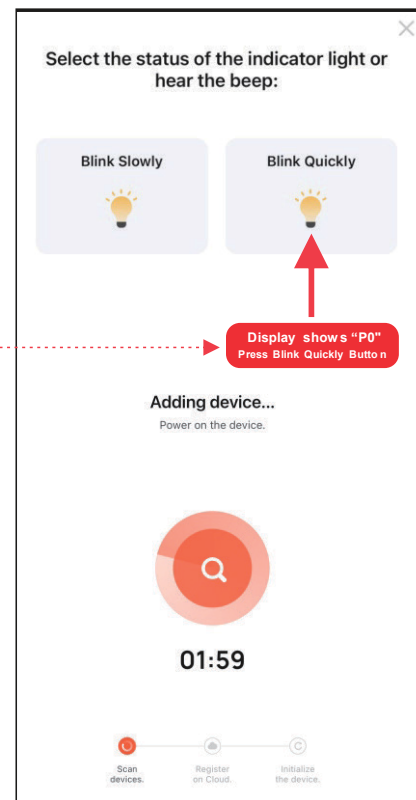 Select the status of the indicator light or
hear the beep:
Blink Slowly
Blink Quickly
Display shows “P0"
Press Blink Quickly Button
Adding device...
Power on the device.
01:59
Scan
devices.
Register
on Cloud.
Initialize
the device.